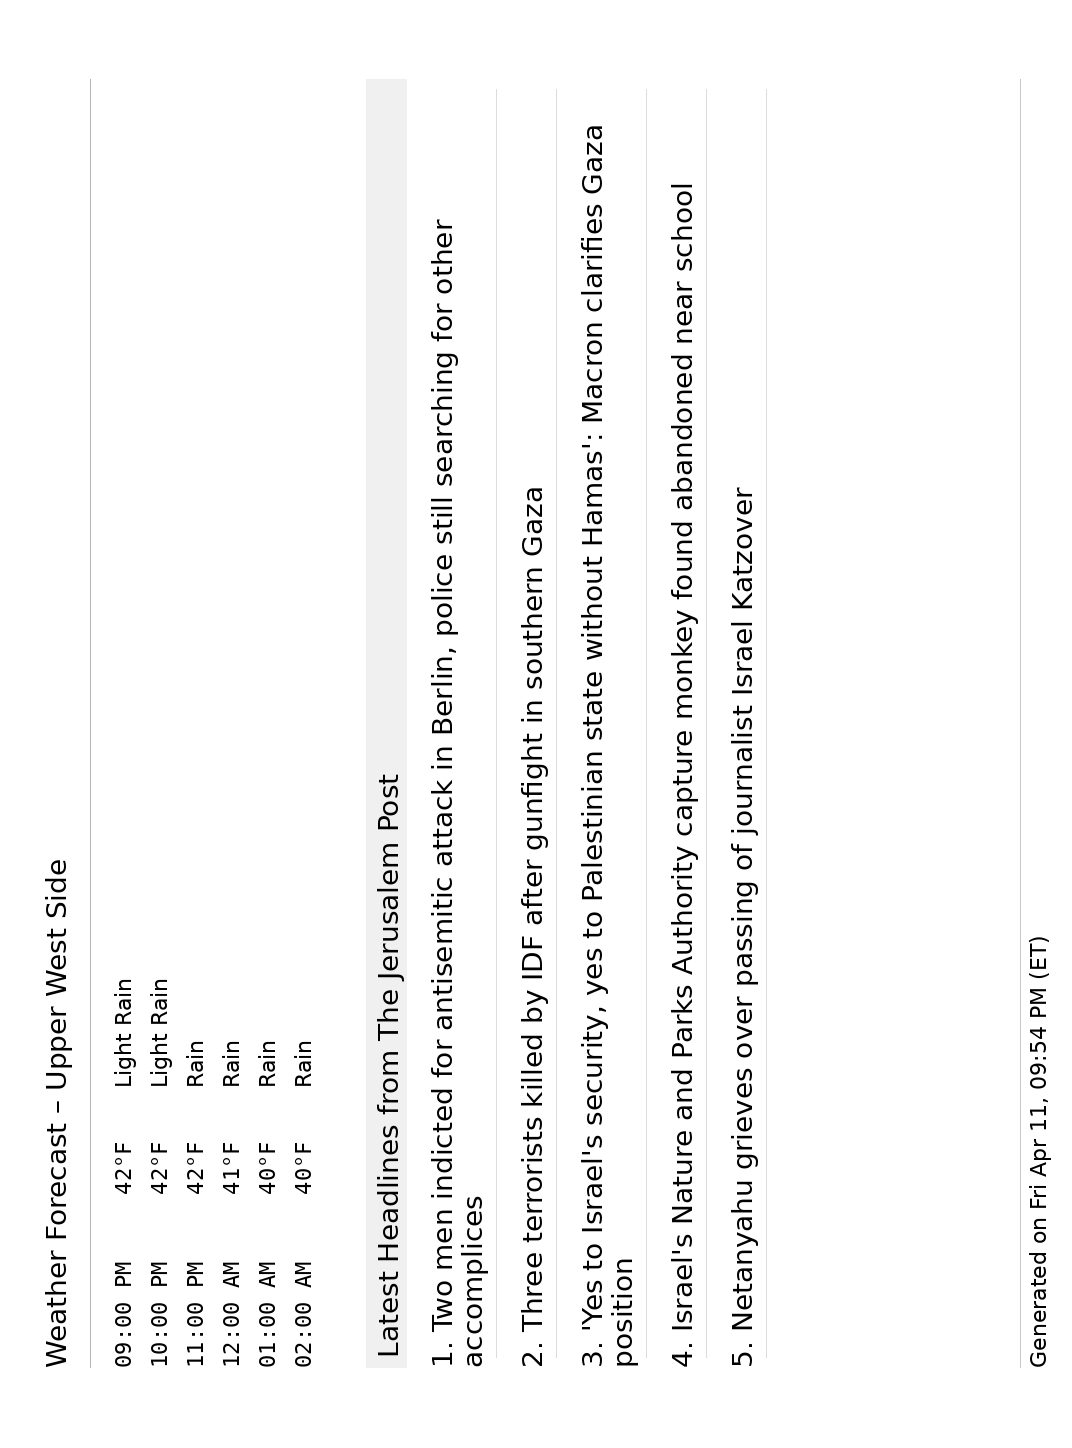 Weather Forecast – Upper West Side
09:00 PM 42°F Light Rain
10:00 PM 42°F Light Rain
11:00 PM 42°F Rain
12:00 AM 41°F Rain
01:00 AM 40°F Rain
02:00 AM 40°F Rain
Latest Headlines from The Jerusalem Post
1. Two men indicted for antisemitic attack in Berlin, police still searching for other
accomplices
2. Three terrorists killed by IDF after gunfight in southern Gaza
3. 'Yes to Israel's security, yes to Palestinian state without Hamas': Macron clarifies Gaza
position
4. Israel's Nature and Parks Authority capture monkey found abandoned near school
5. Netanyahu grieves over passing of journalist Israel Katzover
Generated on Fri Apr 11, 09:54 PM (ET)